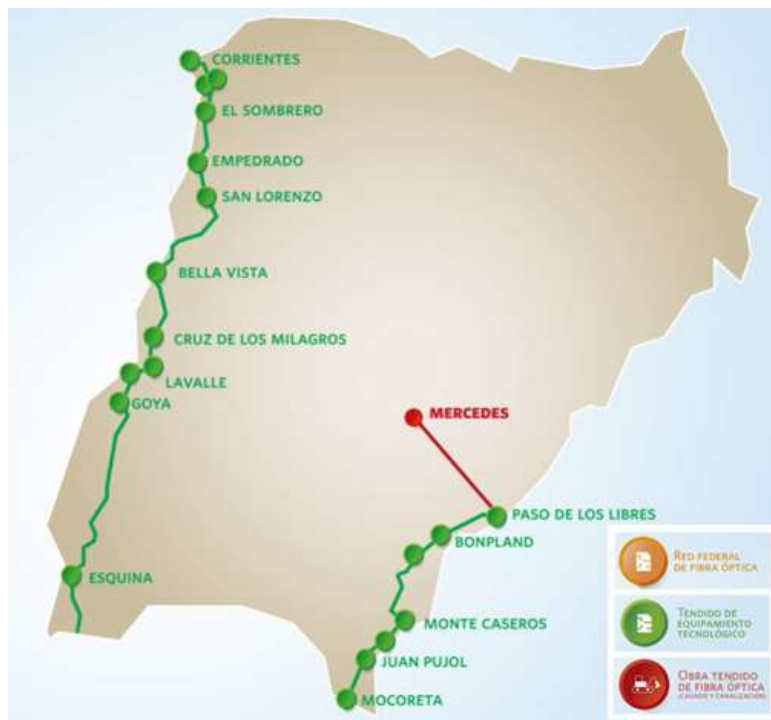 CORRIENTES
EL SOMBRERO
EMPEDRADO
SAN LORENZO
BELLA VISTA
CRUZ DE LOS MILAGROS
LAVALLE
GOYA
MERCEDES
PASO DE LOS LIBRES
BONPLAND
ESQUINA
MONTE CASEROS
JUAN PUJOL
MOCORETA
RED FEDERAL
DE FIBRA ÓPTICA
TENDIDO DE
EQUIPAMIENTO
TECNOLÓGICO
OBRA TENDIDO
DE FIBRA ÓPTICA
(CAVADO Y CANALIZACIÓN)